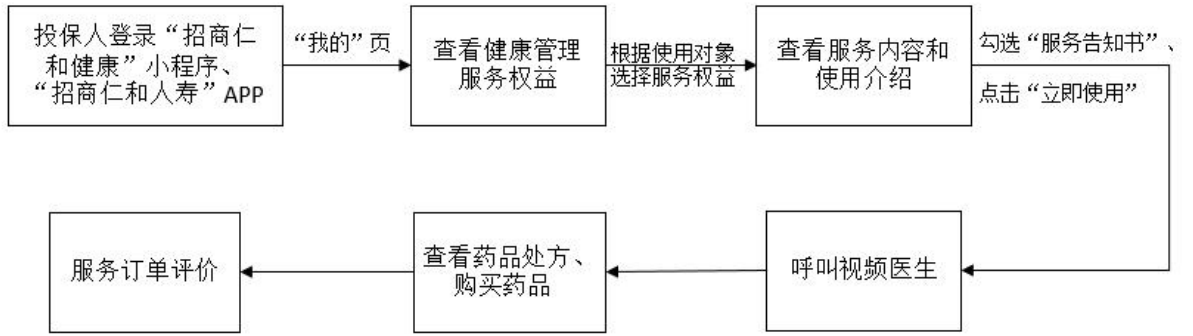 投保人登录“招商仁
和健康”小程序、
“招商仁和人寿”APP
“我的”页
查看健康管理
服务权益
根据使用对象
选择服务权益
查看服务内容和
使用介绍
勾选“服务告知书”、
点击“立即使用”
呼叫视频医生
查看药品处方、
购买药品
服务订单评价